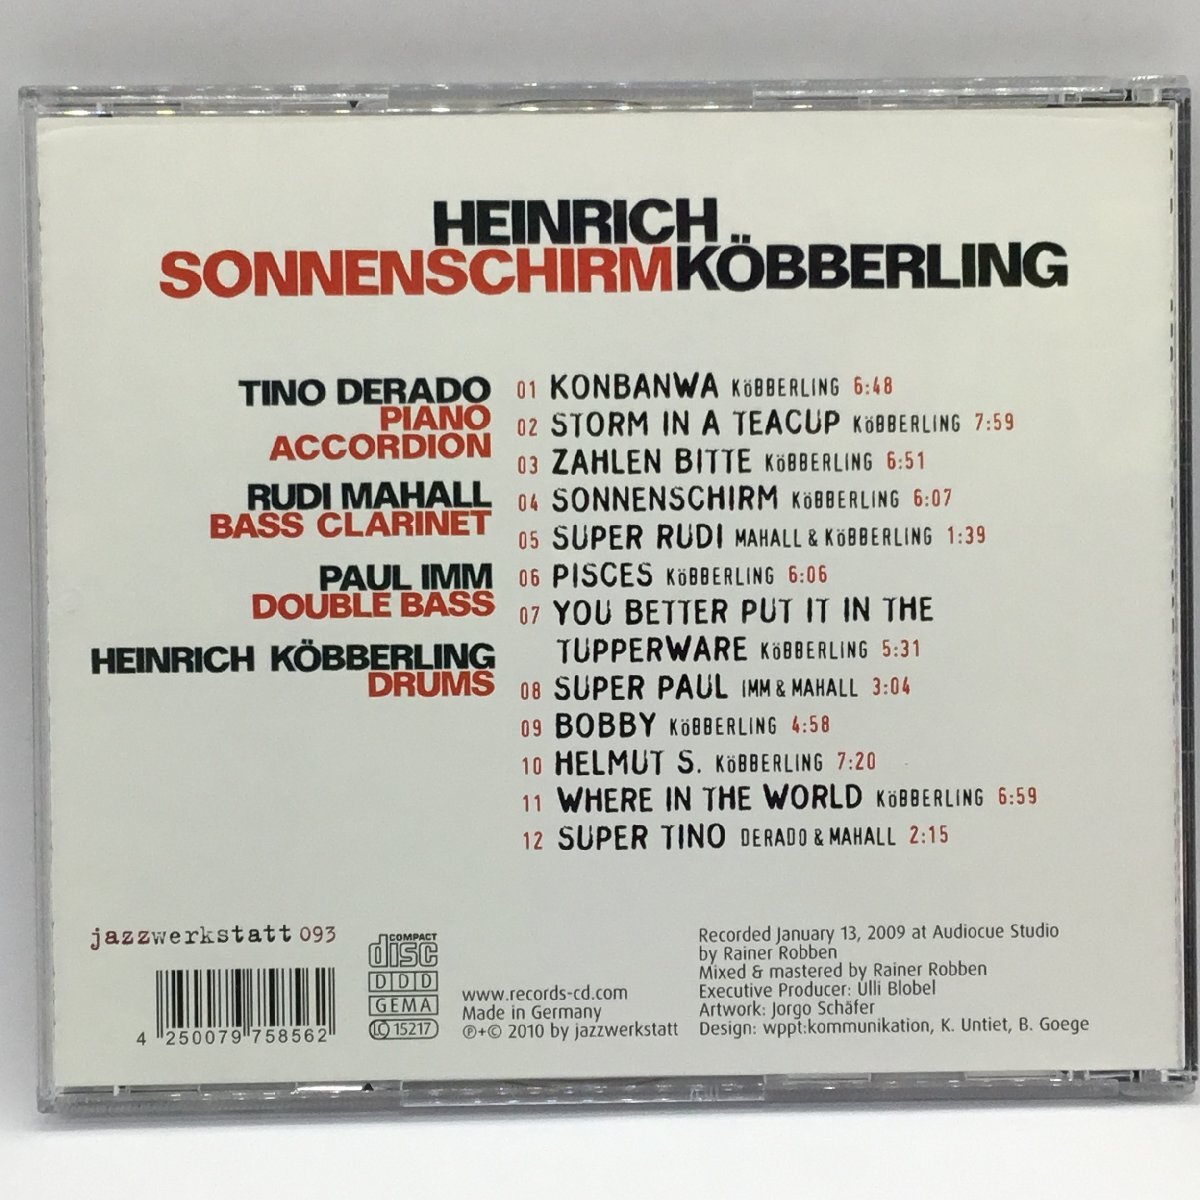 HEINRICH
SONNENSCHIRMKÖBBERLING
TINO DERADO
PIANO
ACCORDION
RUDI MAHALL
BASS CLARINET
PAUL IMM
DOUBLE BASS
HEINRICH KÖBBERLING
DRUMS
01 KONBANWA KöBBERLING 6:48
02 STORM IN A TEACUP KöBBERLING 7:59
03 ZAHLEN BITTE KöBBERLING 6:51
04 SONNENSCHIRM KöBBERLING 6:07
05 SUPER RUDI MAHALL & KöBBERLING 1:39
06 PISCES KöBBERLING 6:06
07 YOU BETTER PUT IT IN THE
TUPPERWARE KöBBERLING 5:31
08 SUPER PAUL IMM & MAHALL 3:04
09 BOBBY KöBBERLING 4:58
10 HELMUT S. KöBBERLING 7:20
11 WHERE IN THE WORLD KöBBERLING 6:59
12 SUPER TINO DERADO & MAHALL 2:15
jazzwerkstatt 093
4 250079 758562
COMPACT
disc
DDD
GEMA
LC 15217
www.records-cd.com
Made in Germany
℗+© 2010 by jazzwerkstatt
Recorded January 13, 2009 at Audiocue Studio
by Rainer Robben
Mixed & mastered by Rainer Robben
Executive Producer: Ulli Blobel
Artwork: Jorgo Schäfer
Design: wppt:kommunikation, K. Untiet, B. Goege